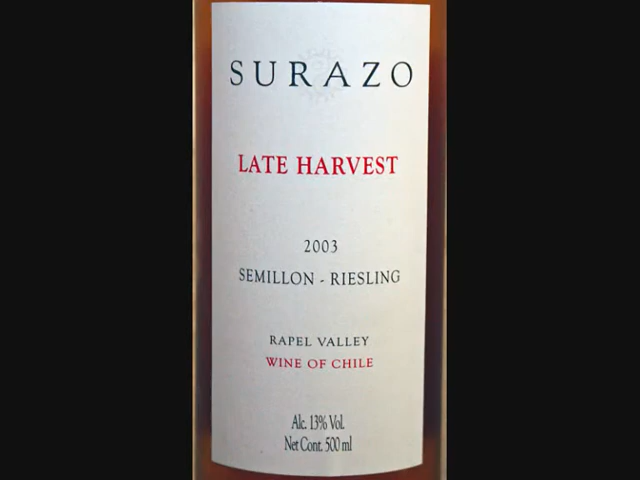 SURAZO
LATE HARVEST
2003
SEMILLON - RIESLING
RAPEL VALLEY
WINE OF CHILE
Alc. 13% Vol.
Net Cont. 500 ml